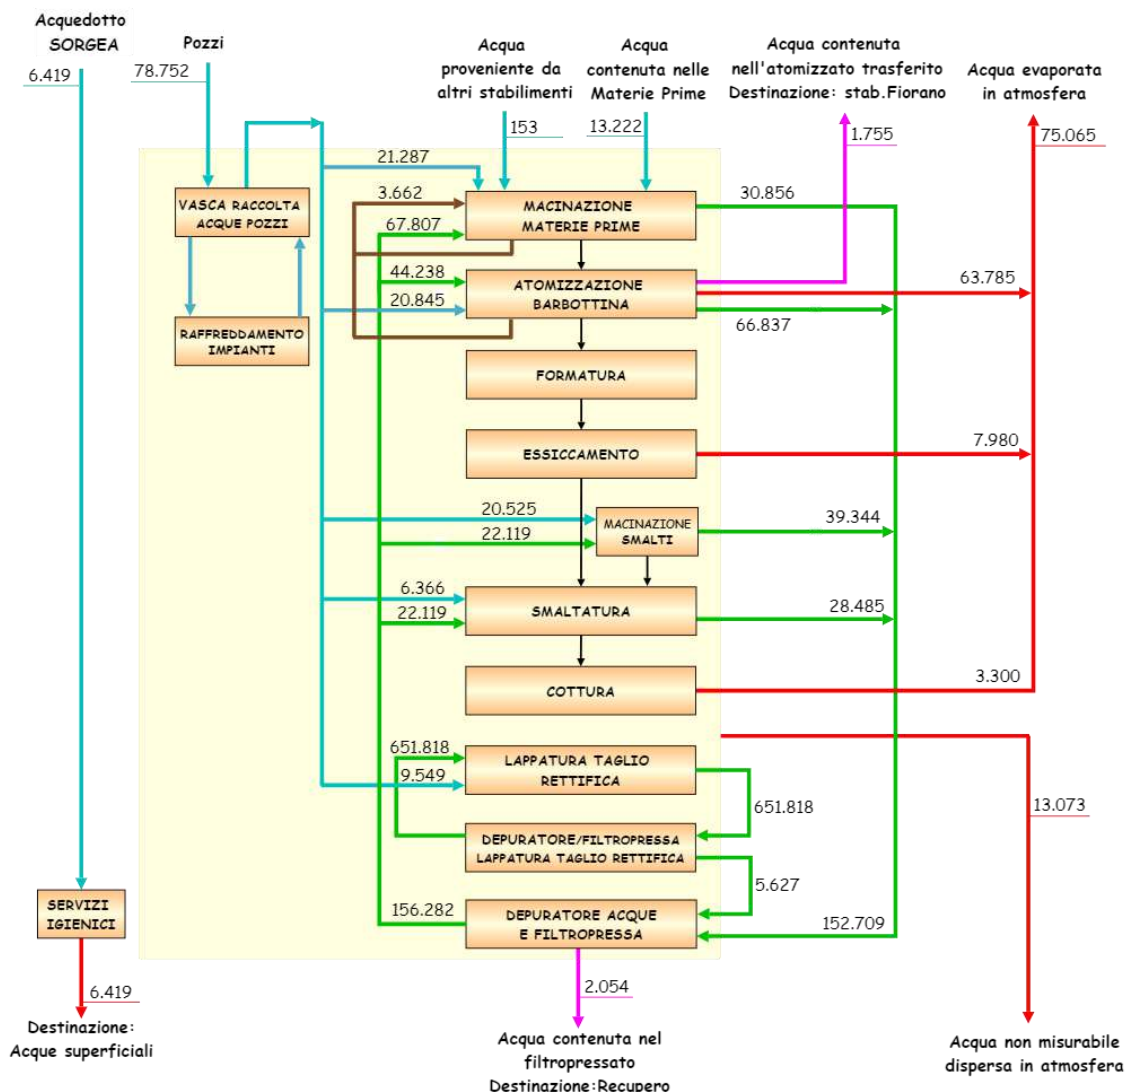 Acquedotto
SORGEA
6.419
Pozzi
78.752
Acqua
proveniente da
altri stabilimenti
153
Acqua
contenuta nelle
Materie Prime
13.222
Acqua contenuta
nell'atomizzato trasferito
Destinazione: stab.Fiorano
1.755
Acqua evaporata
in atmosfera
75.065
21.287
3.662
67.807
VASCA RACCOLTA
ACQUE POZZI
MACINAZIONE
MATERIE PRIME
30.856
44.238
20.845
ATOMIZZAZIONE
BARBOTTINA
63.785
66.837
RAFFREDDAMENTO
IMPIANTI
FORMATURA
ESSICCAMENTO
7.980
20.525
22.119
MACINAZIONE
SMALTI
39.344
6.366
22.119
SMALTATURA
28.485
COTTURA
3.300
651.818
9.549
LAPPATURA TAGLIO
RETTIFICA
651.818
13.073
DEPURATORE/FILTROPRESSA
LAPPATURA TAGLIO RETTIFICA
5.627
SERVIZI
IGIENICI
156.282
DEPURATORE ACQUE
E FILTROPRESSA
152.709
6.419
Destinazione:
Acque superficiali
2.054
Acqua contenuta nel
filtropressato
Destinazione:Recupero
Acqua non misurabile
dispersa in atmosfera